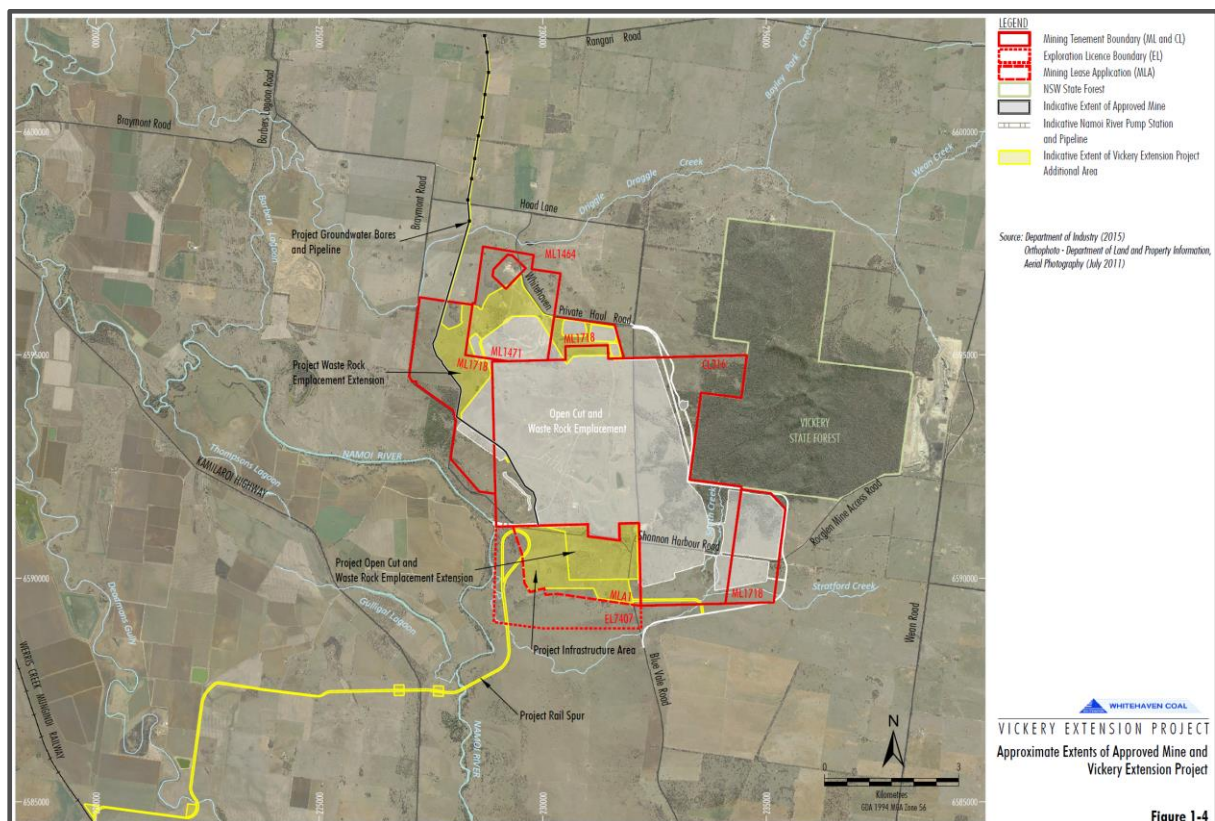 Rangari Road
220000
225000
230000
235000
Bayley Park Creek
6600000
Braymont Road
Barbers Lagoon Road
6600000
Wean Creek
Driggle Draggle Creek
Barbers Lagoon
Braymont Road
Hoad Lane
Project Groundwater Bores
and Pipeline
ML1464
Whitehaven Private Haul Road
ML1718
6595000
ML1471
ML1718
CL316
6595000
Project Waste Rock
Emplacement Extension
Open Cut and
Waste Rock Emplacement
VICKERY
STATE FOREST
Thompsons Lagoon
NAMOI RIVER
KAMILAROI HIGHWAY
Creek
Rocglen Mine Access Road
Shannon Harbour Road
Project Open Cut and
Waste Rock Emplacement Extension
6590000
6590000
Stratford Creek
MLA1
ML1718
EL7407
Deadmans Gully
Gulligal Lagoon
Project Infrastructure Area
Wean Road
Blue Vale Road
WERRIS CREEK MUNGINDI RAILWAY
Project Rail Spur
NAMOI RIVER
N
0
3
Kilometres
GDA 1994 MGA Zone 56
6585000
6585000
225000
230000
235000
LEGEND
Mining Tenement Boundary (ML and CL)
Exploration Licence Boundary (EL)
Mining Lease Application (MLA)
NSW State Forest
Indicative Extent of Approved Mine
Indicative Namoi River Pump Station
and Pipeline
Indicative Extent of Vickery Extension Project
Additional Area
Source: Department of Industry (2015)
Orthophoto - Department of Land and Property Information,
Aerial Photography (July 2011)
WHITEHAVEN COAL
VICKERY EXTENSION PROJECT
Approximate Extents of Approved Mine and
Vickery Extension Project
Figure 1-4